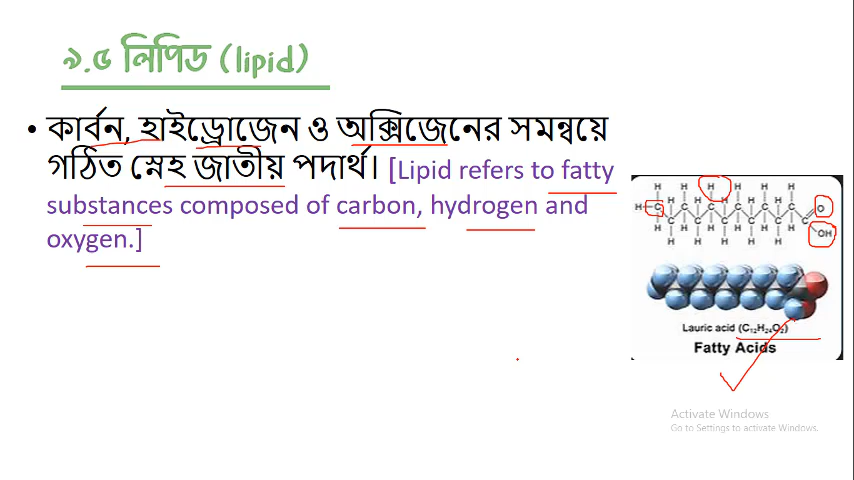 ৯.৫ লিপিড (lipid)
• কার্বন, হাইড্রোজেন ও অক্সিজেনের সমন্বয়ে
গঠিত স্নেহ জাতীয় পদার্থ। [Lipid refers to fatty
substances composed of carbon, hydrogen and
oxygen.]
H H H H H H
H C O
H H H H H OH
H H H H H
Lauric acid (C₁₂H₂₄O₂)
Fatty Acids
Activate Windows
Go to Settings to activate Windows.